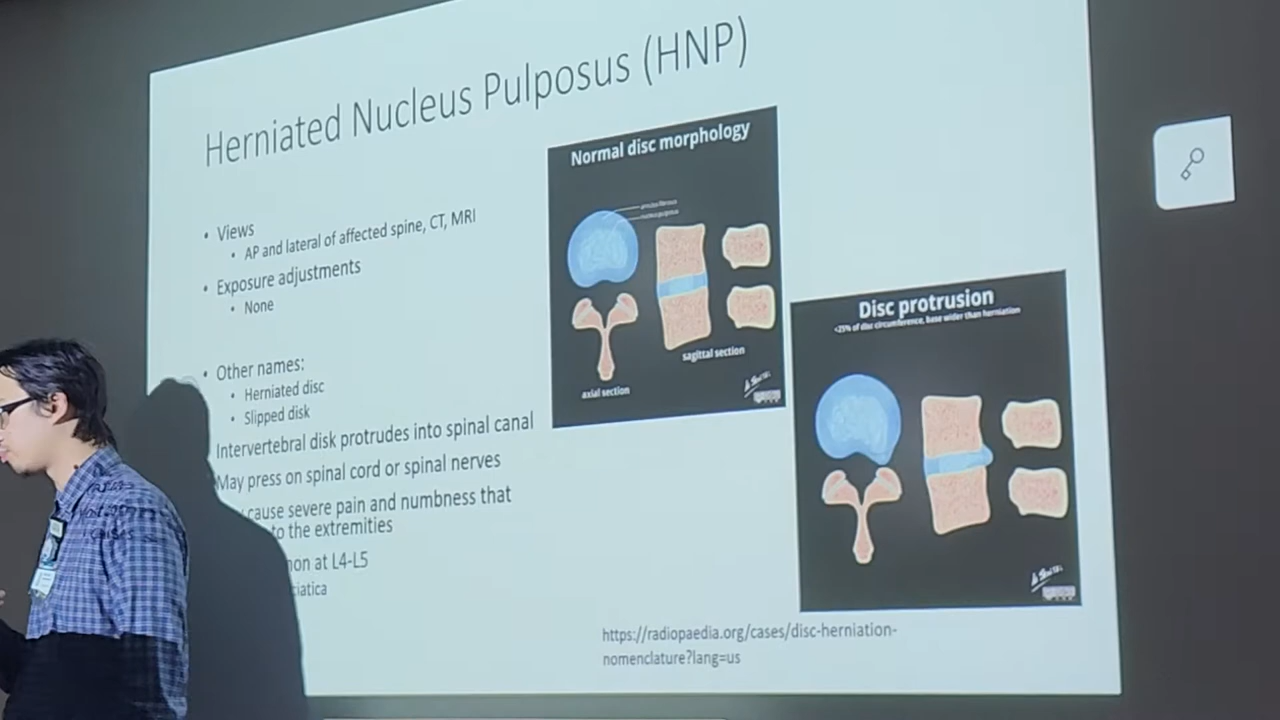 Herniated Nucleus Pulposus (HNP)
Views
AP and lateral of affected spine, CT, MRI
Exposure adjustments
None
Other names:
Herniated disc
Slipped disk
Intervertebral disk protrudes into spinal canal
May press on spinal cord or spinal nerves
cause severe pain and numbness that
to the extremities
at L4-L5
Normal disc morphology
annulus fibrosus
nucleus pulposus
sagittal section
axial section
Disc protrusion
<25% of disc circumference, base wider than herniation
https://radiopaedia.org/cases/disc-herniation-
nomenclature?lang=us